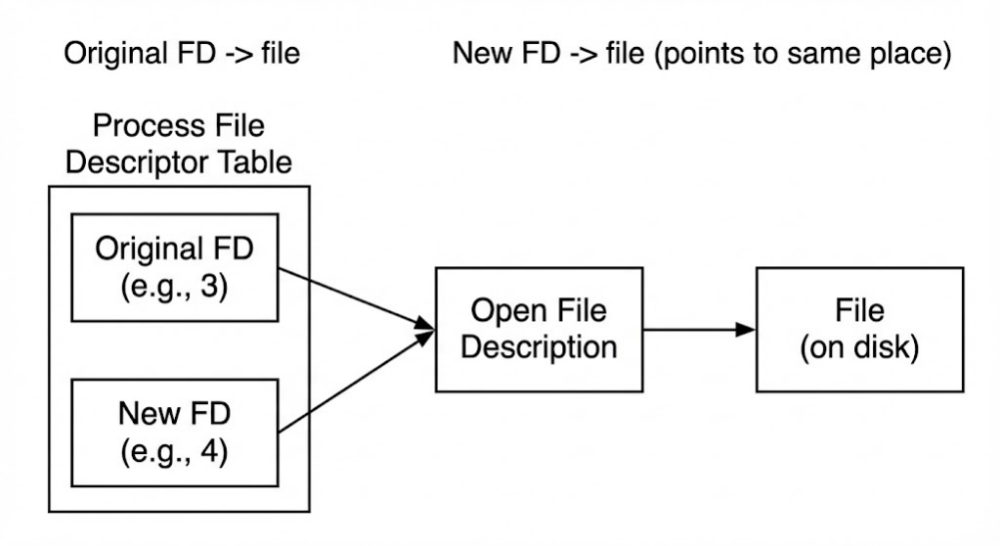 Original FD -> file
New FD -> file (points to same place)
Process File
Descriptor Table
Original FD
(e.g., 3)
New FD
(e.g., 4)
Open File
Description
File
(on disk)